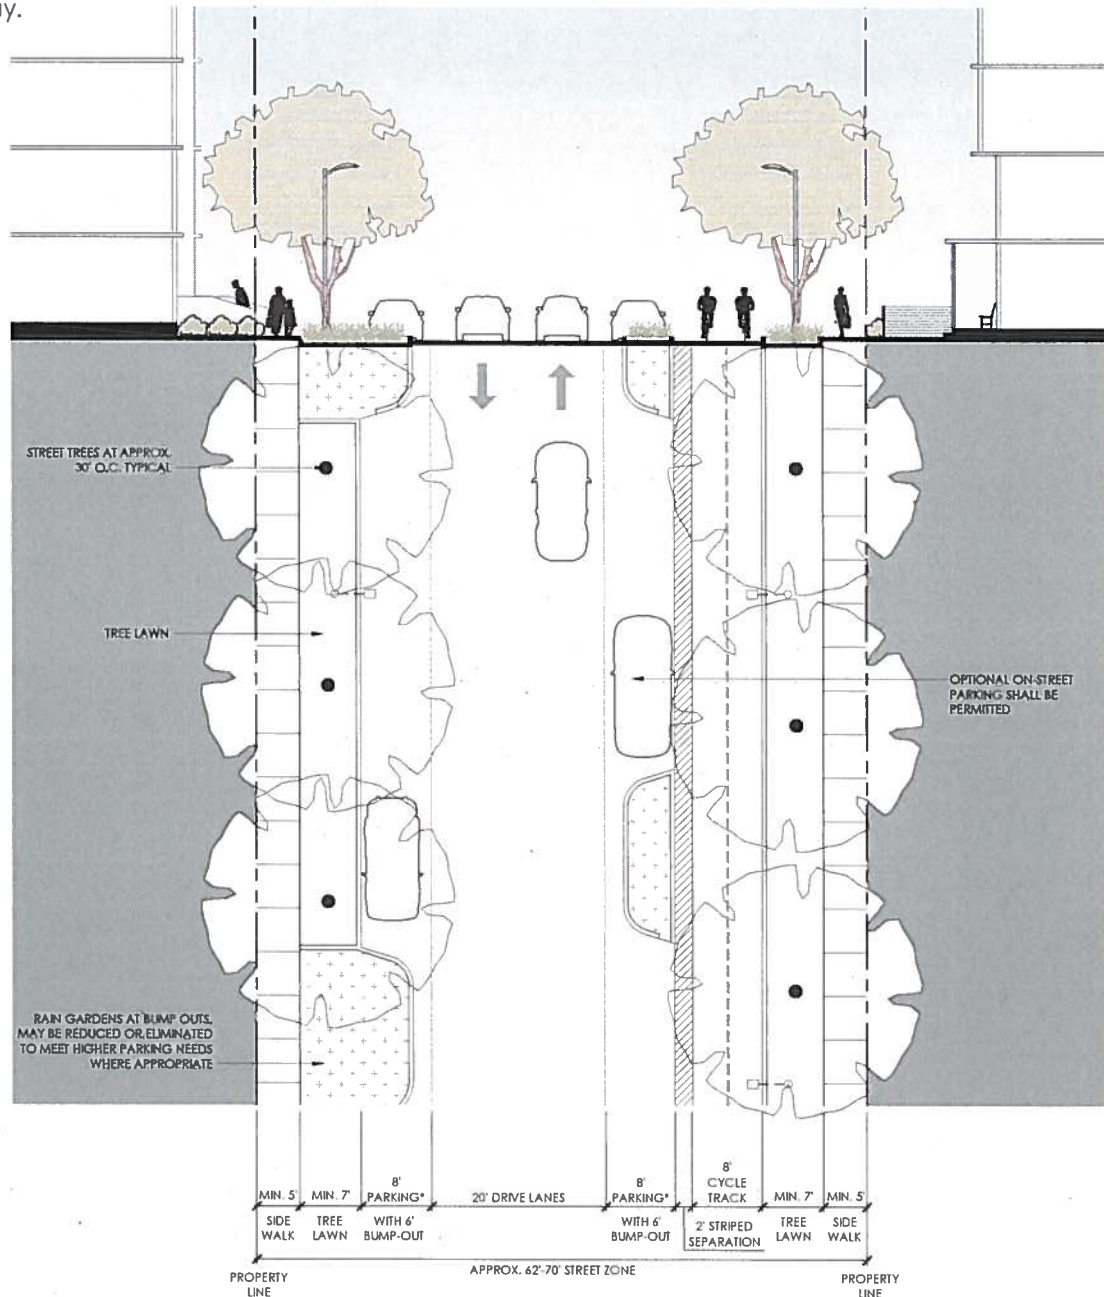 STREET TREES AT APPROX.
30' O.C. TYPICAL
TREE LAWN
OPTIONAL ON-STREET
PARKING SHALL BE
PERMITTED
RAIN GARDENS AT BUMP OUTS,
MAY BE REDUCED OR ELIMINATED
TO MEET HIGHER PARKING NEEDS
WHERE APPROPRIATE
MIN. 5'
SIDE
WALK
MIN. 7'
TREE
LAWN
8'
PARKING*
WITH 6'
BUMP-OUT
20' DRIVE LANES
8'
PARKING*
WITH 6'
BUMP-OUT
2' STRIPED
SEPARATION
8'
CYCLE
TRACK
MIN. 7'
TREE
LAWN
MIN. 5'
SIDE
WALK
APPROX. 62'-70' STREET ZONE
PROPERTY
LINE
PROPERTY
LINE